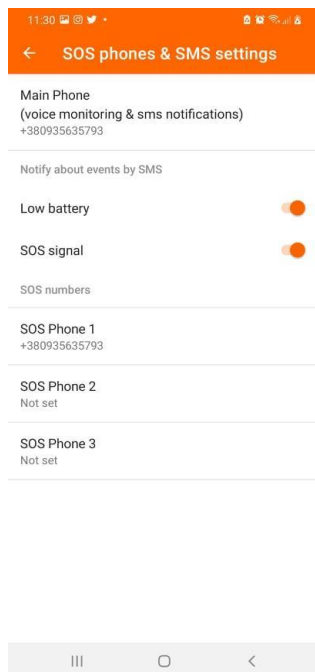 11:30
SOS phones & SMS settings
Main Phone
(voice monitoring & sms notifications)
+380935635793
Notify about events by SMS
Low battery
SOS signal
SOS numbers
SOS Phone 1
+380935635793
SOS Phone 2
Not set
SOS Phone 3
Not set